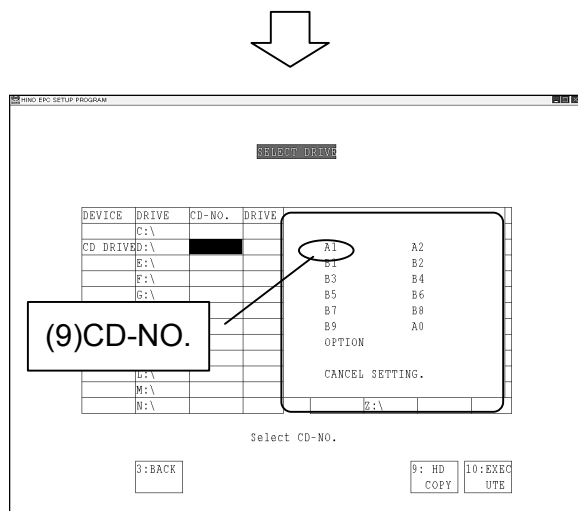 HINO EPC SETUP PROGRAM
SELECT DRIVE
DEVICE DRIVE CD-NO. DRIVE
C:\
CD DRIVE D:\
E:\
F:\
G:\
L:\
M:\
N:\
A1 A2
B1 B2
B3 B4
B5 B6
B7 B8
B9 A0
OPTION
CANCEL SETTING.
Z:\
(9)CD-NO.
Select CD-NO.
3:BACK
9: HD
COPY
10:EXEC
UTE